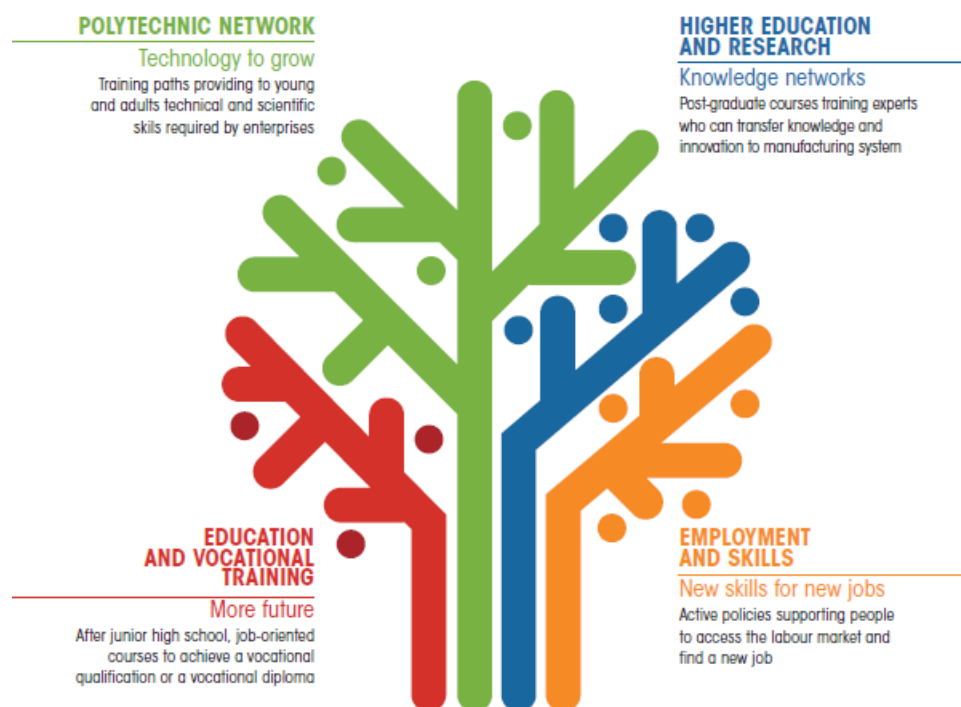 POLYTECHNIC NETWORK
Technology to grow
Training paths providing to young
and adults technical and scientific
skills required by enterprises
HIGHER EDUCATION
AND RESEARCH
Knowledge networks
Post-graduate courses training experts
who can transfer knowledge and
innovation to manufacturing system
EDUCATION
AND VOCATIONAL
TRAINING
More future
After junior high school, job-oriented
courses to achieve a vocational
qualification or a vocational diploma
EMPLOYMENT
AND SKILLS
New skills for new jobs
Active policies supporting people
to access the labour market and
find a new job